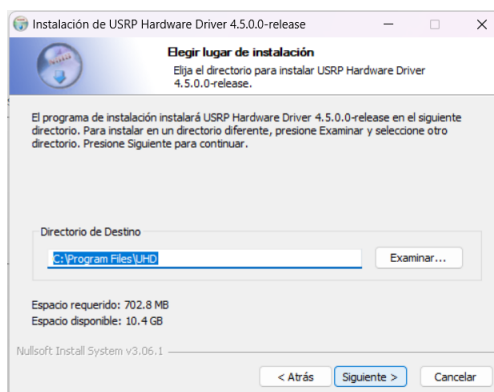 Instalación de USRP Hardware Driver 4.5.0.0-release
Elegir lugar de instalación
Elija el directorio para instalar USRP Hardware Driver
4.5.0.0-release.
El programa de instalación instalará USRP Hardware Driver 4.5.0.0-release en el siguiente
directorio. Para instalar en un directorio diferente, presione Examinar y seleccione otro
directorio. Presione Siguiente para continuar.
Directorio de Destino
C:\Program Files\UHD
Examinar...
Espacio requerido: 702.8 MB
Espacio disponible: 10.4 GB
Nullsoft Install System v3.06.1
< Atrás
Siguiente >
Cancelar